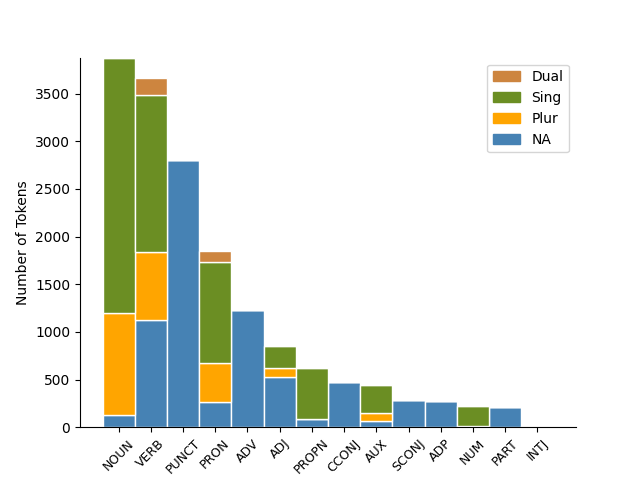 Dual
Sing
Plur
NA
Number of Tokens
3500
3000
2500
2000
1500
1000
500
0
NOUN
VERB
PUNCT
PRON
ADV
ADJ
PROPN
CCONJ
AUX
SCONJ
ADP
NUM
PART
INTJ